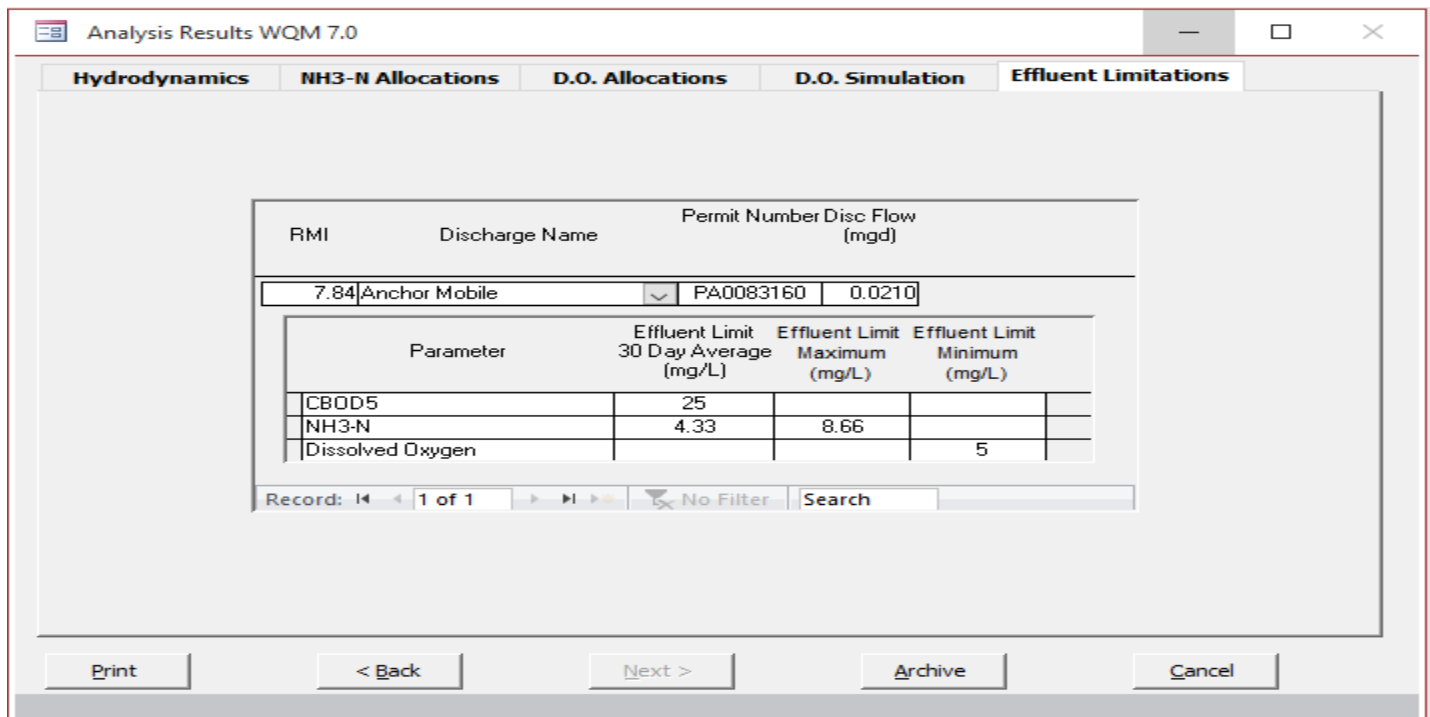 Analysis Results WQM 7.0
Hydrodynamics NH3-N Allocations D.O. Allocations D.O. Simulation Effluent Limitations
RMI Discharge Name Permit Number Disc Flow (mgd)
7.84 Anchor Mobile PA0083160 0.0210
Parameter Effluent Limit 30 Day Average (mg/L) Effluent Limit Maximum (mg/L) Effluent Limit Minimum (mg/L)
CBOD5 25
NH3-N 4.33 8.66
Dissolved Oxygen 5
Record: 1 of 1 No Filter Search
Print < Back Next > Archive Cancel